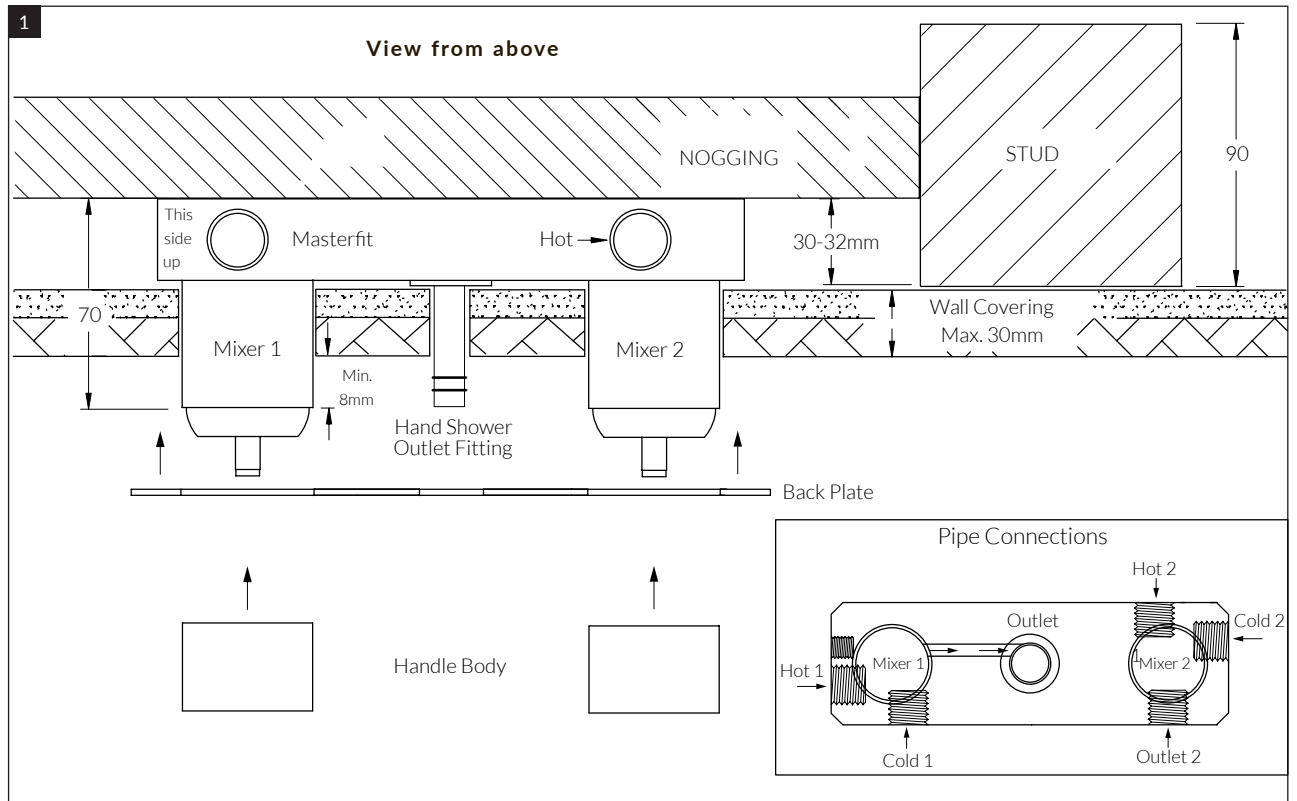 1
View from above
NOGGING
STUD
90
This
side
up
Masterfit
Hot
30-32mm
70
Wall Covering
Max. 30mm
Mixer 1
Mixer 2
Min.
8mm
Hand Shower
Outlet Fitting
Back Plate
Pipe Connections
Hot 2
Outlet
Cold 2
Mixer 1
1
Mixer 2
Hot 1
Handle Body
Cold 1
Outlet 2